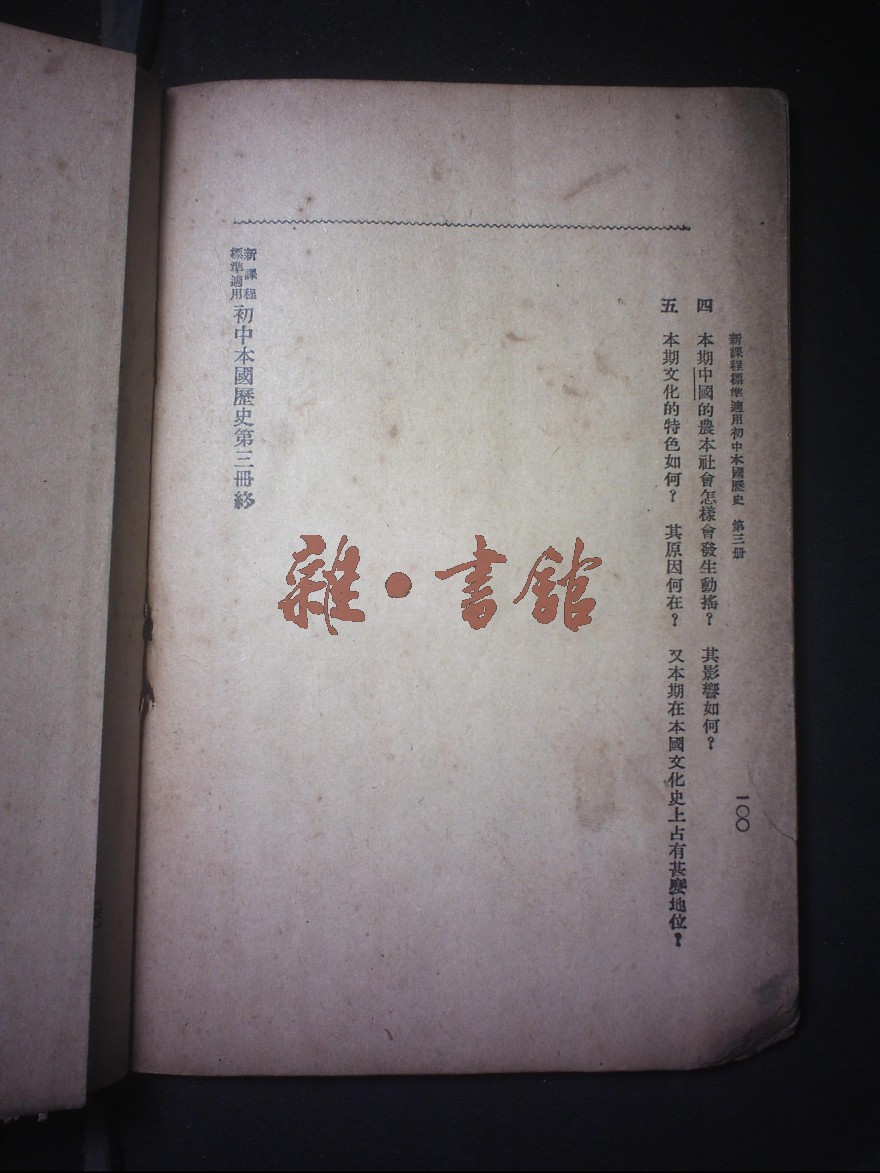 新課程標準適用初中本國歷史 第三冊 一〇〇
四 本期中國的農本社會怎樣會發生動搖？ 其影響如何？
五 本期文化的特色如何？ 其原因何在？ 又本期在本國文化史上占有甚麼地位？
新課程
標準適用
初中本國歷史第三冊終
雜·書館